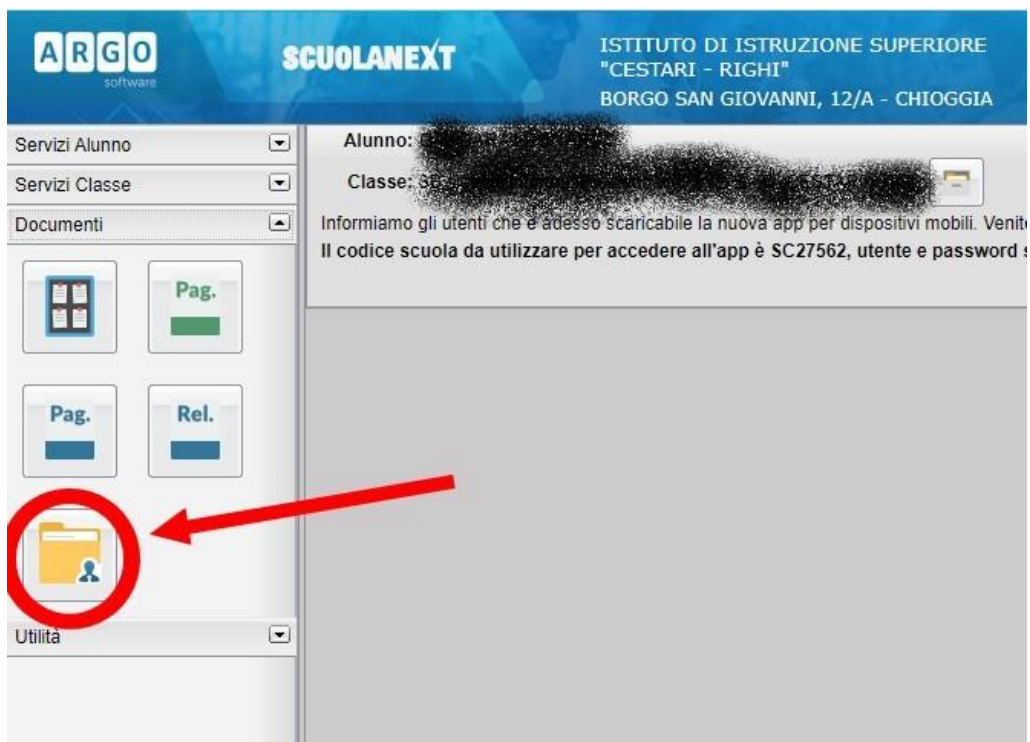 ARGO
software
SCUOLANEXT
ISTITUTO DI ISTRUZIONE SUPERIORE
"CESTARI - RIGHI"
BORGO SAN GIOVANNI, 12/A - CHIOGGIA
Servizi Alunno
Servizi Classe
Documenti
Pag.
Pag.
Rel.
Utilità
Alunno:
Classe:
Informiamo gli utenti che è adesso scaricabile la nuova app per dispositivi mobili. Venite
Il codice scuola da utilizzare per accedere all'app è SC27562, utente e password s